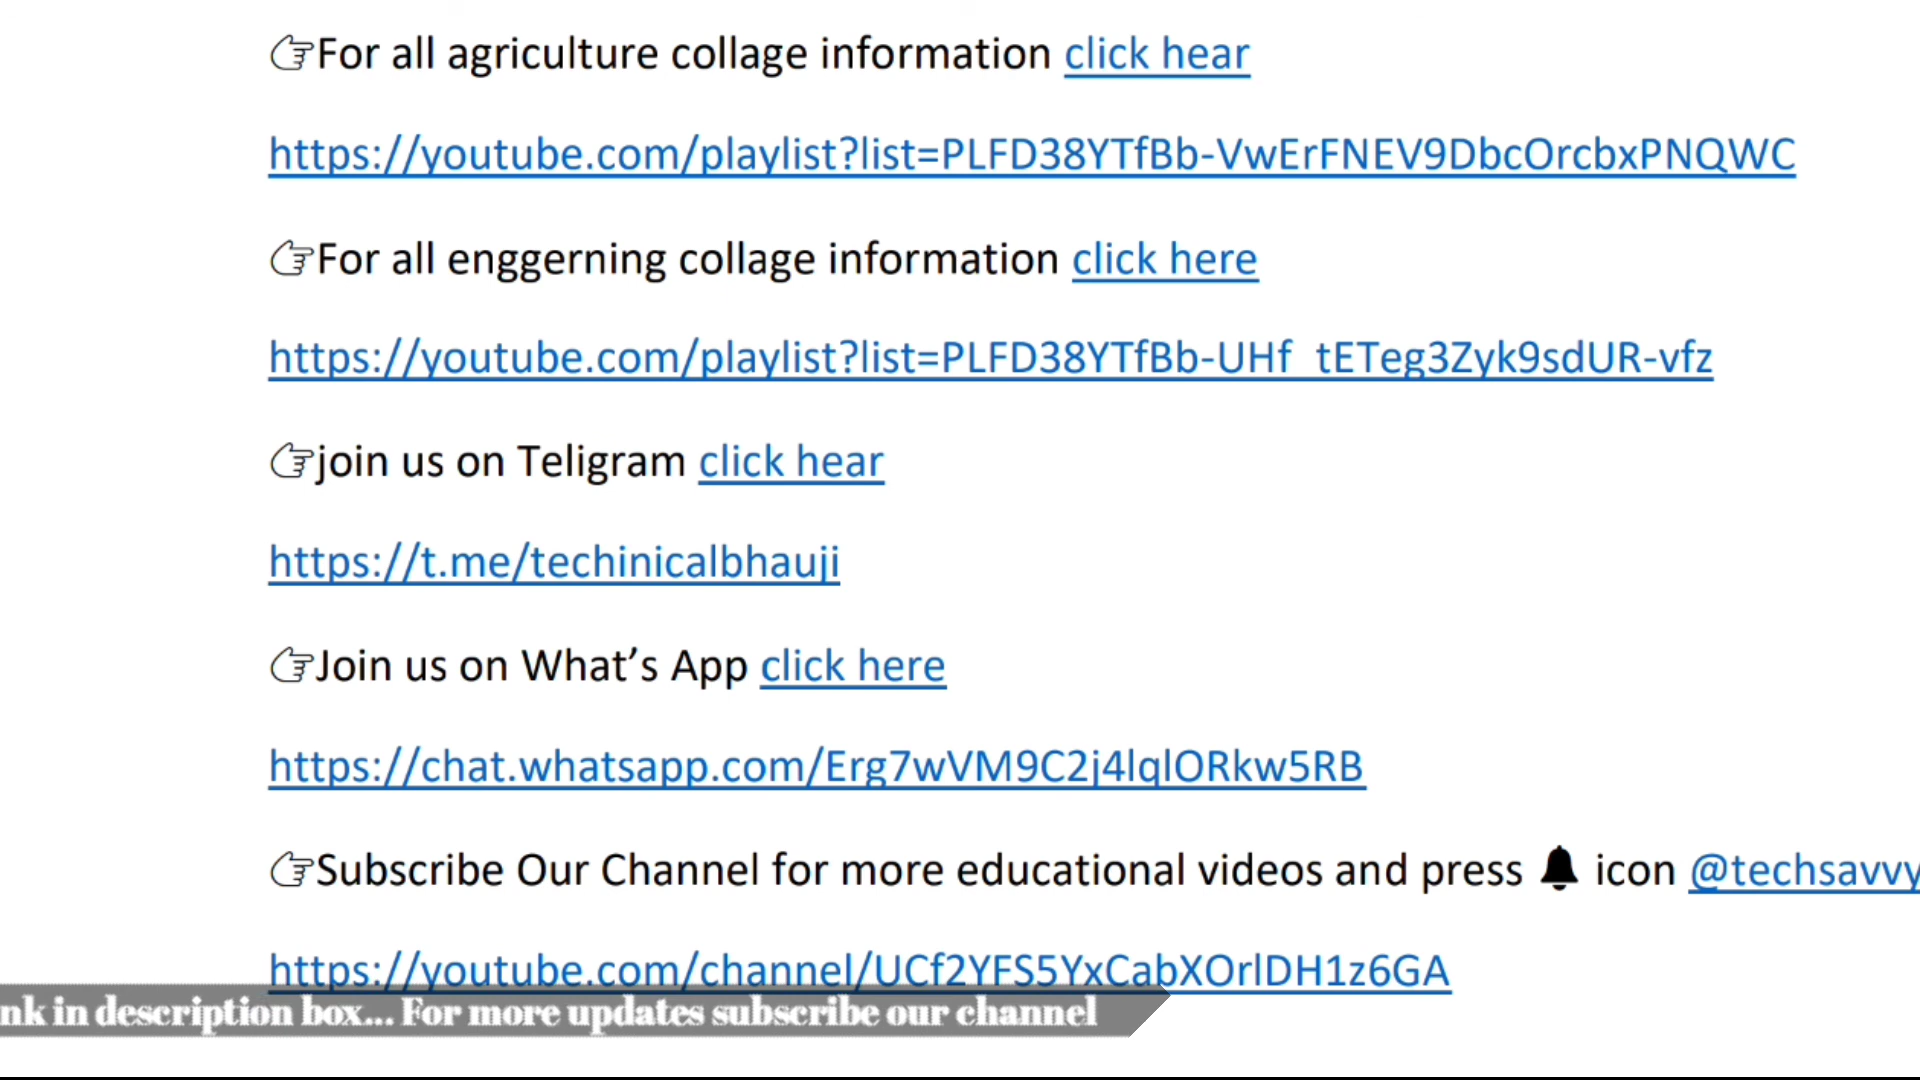 👉For all agriculture collage information click hear
https://youtube.com/playlist?list=PLFD38YTfBb-VwErFNEV9DbcOrcbxPNQWC
👉For all enggerning collage information click here
https://youtube.com/playlist?list=PLFD38YTfBb-UHf_tETeg3Zyk9sdUR-vfz
👉join us on Teligram click hear
https://t.me/techinicalbhauji
👉Join us on What’s App click here
https://chat.whatsapp.com/Erg7wVM9C2j4lqlORkw5RB
👉Subscribe Our Channel for more educational videos and press 🔔 icon @techsavvy
https://youtube.com/channel/UCf2YFS5YxCabXOrlDH1z6GA
nk in description box... For more updates subscribe our channel